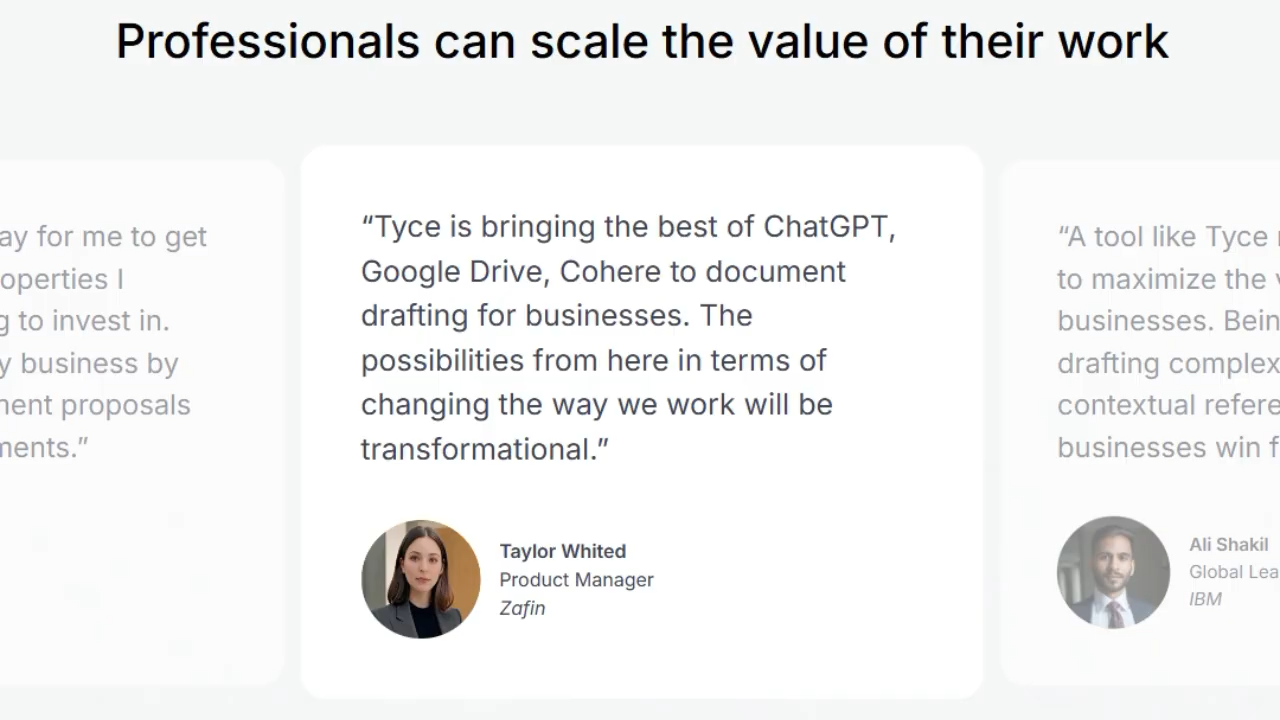 Professionals can scale the value of their work
ay for me to get
operties I
g to invest in.
y business by
nent proposals
ments.”
“Tyce is bringing the best of ChatGPT,
Google Drive, Cohere to document
drafting for businesses. The
possibilities from here in terms of
changing the way we work will be
transformational.”
Taylor Whited
Product Manager
Zafin
“A tool like Tyce
to maximize the
businesses. Bein
drafting complex
contextual refere
businesses win f
Ali Shakil
Global Lea
IBM